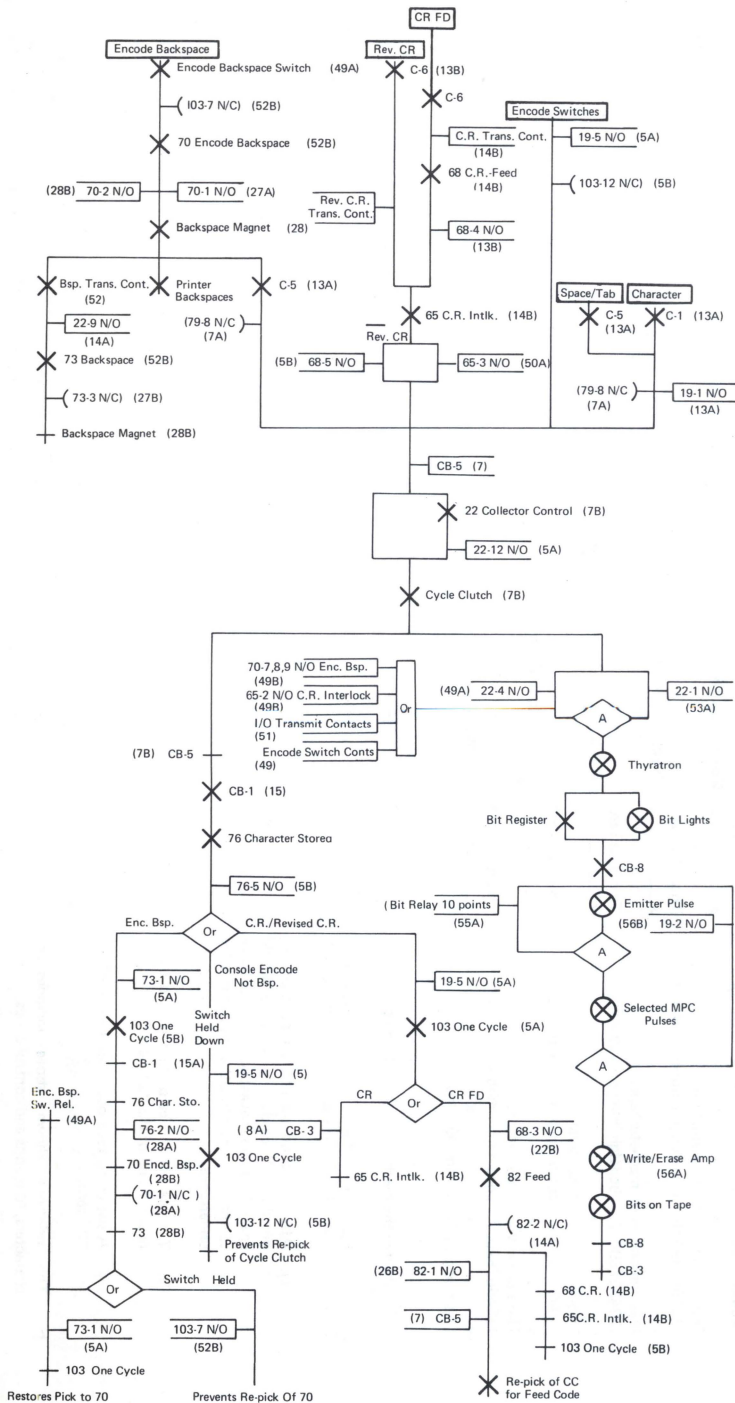 CR FD
Encode Backspace
Rev. CR
Encode Backspace Switch (49A)
C-6 (13B)
C-6
Encode Switches
I03-7 N/C) (52B)
C.R. Trans. Cont.
(14B)
19-5 N/O (5A)
70 Encode Backspace (52B)
68 C.R.-Feed
(14B)
(103-12 N/C) (5B)
(28B) 70-2 N/O
70-1 N/O (27A)
Rev. C.R.
Trans. Cont.
68-4 N/O
(13B)
Backspace Magnet (28)
Bsp. Trans. Cont.
(52)
Printer
Backspaces
C-5 (13A)
Space/Tab
Character
C-5
(13A)
C-1 (13A)
22-9 N/O
(14A)
(79-8 N/C
(7A)
65 C.R. Intlk. (14B)
Rev. CR
73 Backspace (52B)
(5B) 68-5 N/O
65-3 N/O (50A)
(73-3 N/C) (27B)
(79-8 N/C)
(7A)
19-1 N/O
(13A)
Backspace Magnet (28B)
CB-5 (7)
22 Collector Control (7B)
22-12 N/O (5A)
Cycle Clutch (7B)
70-7,8,9 N/O Enc. Bsp.
(49B)
65-2 N/O C.R. Interlock
(49B)
I/O Transmit Contacts
(51)
Encode Switch Conts
(49)
Or
(49A) 22-4 N/O
22-1 N/O
(53A)
A
(7B) CB-5
Thyratron
CB-1 (15)
Bit Register
Bit Lights
76 Character Stored
CB-8
76-5 N/O (5B)
(Bit Relay 10 points
(55A)
Emitter Pulse
(56B) 19-2 N/O
Enc. Bsp.
Or
C.R./Revised C.R.
A
73-1 N/O
(5A)
Console Encode
Not Bsp.
19-5 N/O (5A)
Selected MPC
Pulses
103 One
Cycle (5B)
Switch
Held
Down
103 One Cycle (5A)
CB-1 (15A)
A
Enc. Bsp.
Sw. Rel.
(49A)
76 Char. Sto.
19-5 N/O (5)
CR
Or
CR FD
76-2 N/O
(28A)
(8A) CB-3
68-3 N/O
(22B)
Write/Erase Amp
(56A)
70 Encd. Bsp.
(28B)
103 One Cycle
65 C.R. Intlk. (14B)
82 Feed
(70-1 N/C )
(28A)
Bits on Tape
73 (28B)
(103-12 N/C) (5B)
(82-2 N/C)
(14A)
CB-8
Prevents Re-pick
of Cycle Clutch
(26B) 82-1 N/O
CB-3
Or
Switch Held
68 C.R. (14B)
73-1 N/O
(5A)
103-7 N/O
(52B)
(7) CB-5
65C.R. Intlk. (14B)
103 One Cycle
103 One Cycle (5B)
Restores Pick to 70
Prevents Re-pick Of 70
Re-pick of CC
for Feed Code